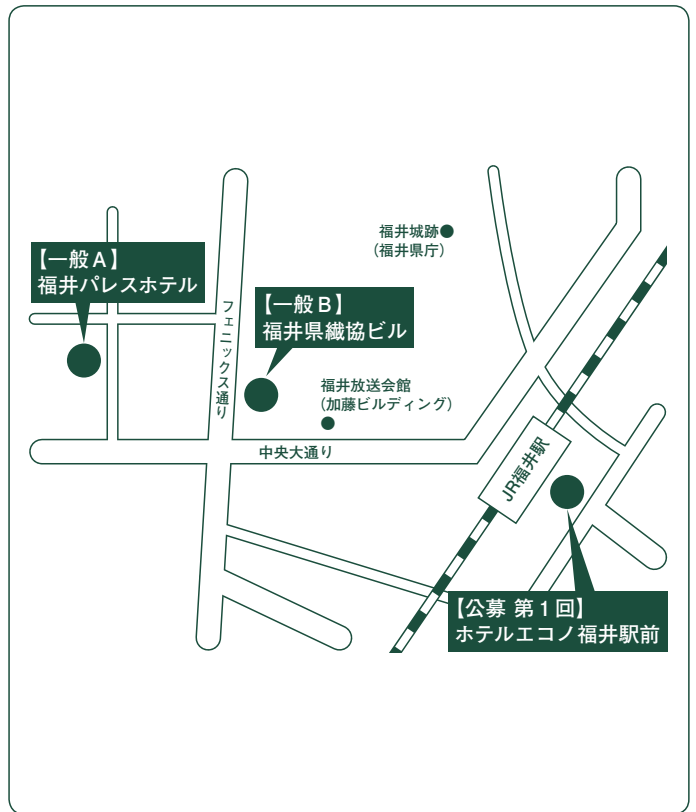 福井城跡
(福井県庁)
【一般A】
福井パレスホテル
【一般B】
福井県繊協ビル
フェニックス通り
福井放送会館
(加藤ビルディング)
中央大通り
JR福井駅
【公募 第1回】
ホテルエコノ福井駅前